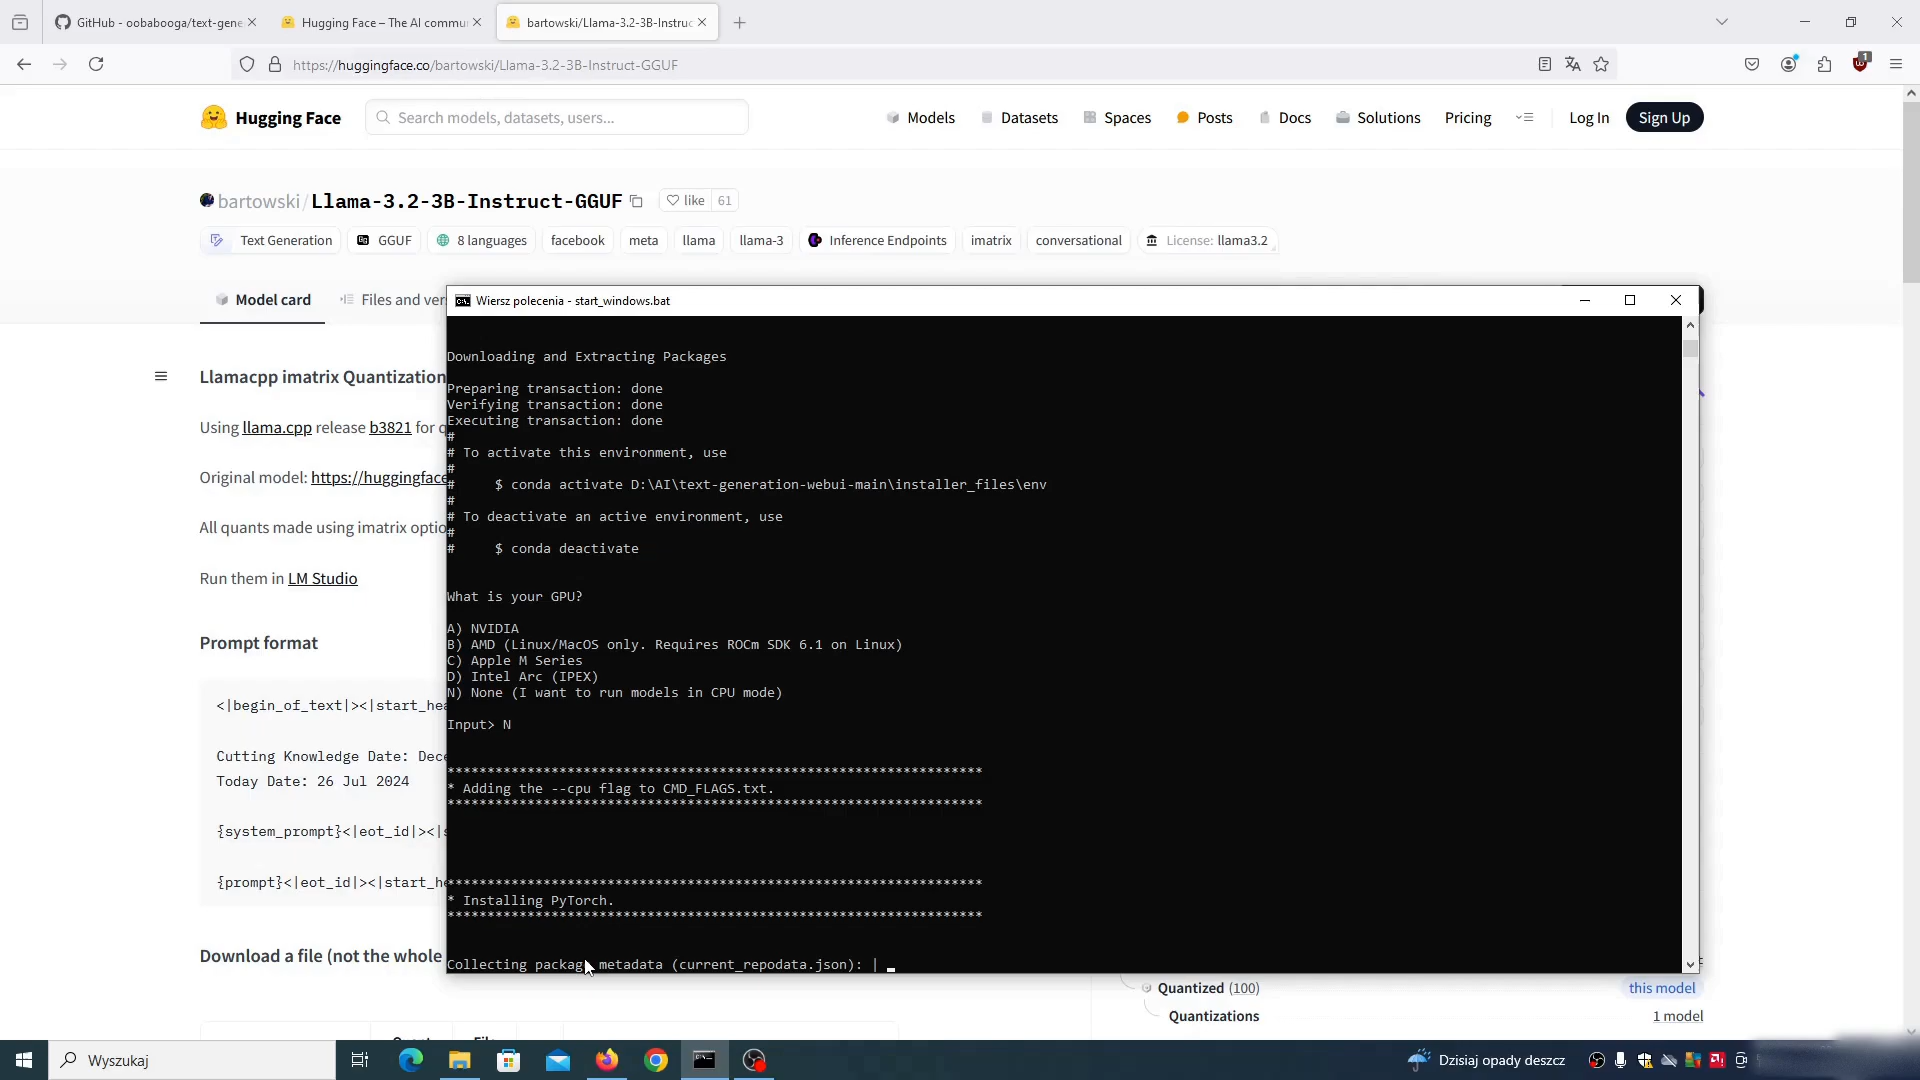 GitHub - oobabooga/text-gene
Hugging Face – The AI commu
bartowski/Llama-3.2-3B-Instruc
https://huggingface.co/bartowski/Llama-3.2-3B-Instruct-GGUF
1
Hugging Face
Search models, datasets, users...
Models
Datasets
Spaces
Posts
Docs
Solutions
Pricing
Log In
Sign Up
bartowski/Llama-3.2-3B-Instruct-GGUF
like 61
Text Generation
GGUF
8 languages
facebook
meta
llama
llama-3
Inference Endpoints
imatrix
conversational
License: llama3.2
Model card
Files and ver
Llamacpp imatrix Quantization
Using llama.cpp release b3821 for q
Original model: https://huggingface
All quants made using imatrix optio
Run them in LM Studio
Prompt format
<|begin_of_text|><|start_hea
Cutting Knowledge Date: Dece
Today Date: 26 Jul 2024
{system_prompt}<|eot_id|><|s
{prompt}<|eot_id|><|start_he
Download a file (not the whole
Wiersz polecenia - start_windows.bat
Downloading and Extracting Packages
Preparing transaction: done
Verifying transaction: done
Executing transaction: done
#
# To activate this environment, use
#
#     $ conda activate D:\AI\text-generation-webui-main\installer_files\env
#
# To deactivate an active environment, use
#
#     $ conda deactivate
What is your GPU?
A) NVIDIA
B) AMD (Linux/MacOS only. Requires ROCm SDK 6.1 on Linux)
C) Apple M Series
D) Intel Arc (IPEX)
N) None (I want to run models in CPU mode)
Input> N
*******************************************************************
* Adding the --cpu flag to CMD_FLAGS.txt.
*******************************************************************
*******************************************************************
* Installing PyTorch.
*******************************************************************
Collecting package metadata (current_repodata.json): | _
Quantized (100)
this model
Quantizations
1 model
Wyszukaj
Dzisiaj opady deszcz